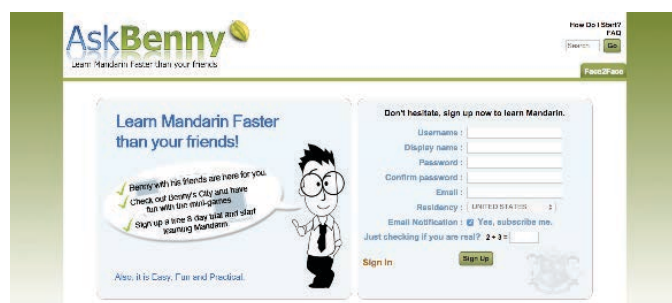 AskBenny
Learn Mandarin Faster than your friends
How Do I Start?
FAQ
Search
Go
Face2Face
Learn Mandarin Faster
than your friends!
Benny with his friends are here for you.
Check out Benny's City and have
fun with the mini-games
Sign up a free 8 day trial and start
learning Mandarin.
Also, it is Easy, Fun and Practical.
Don't hesitate, sign up now to learn Mandarin.
Username :
Display name :
Password :
Confirm password :
Email :
Residancy : UNITED STATES
Email Notification : Yes, subscribe me.
Just checking if you are real? 2 + 3 =
Sign In
Sign Up